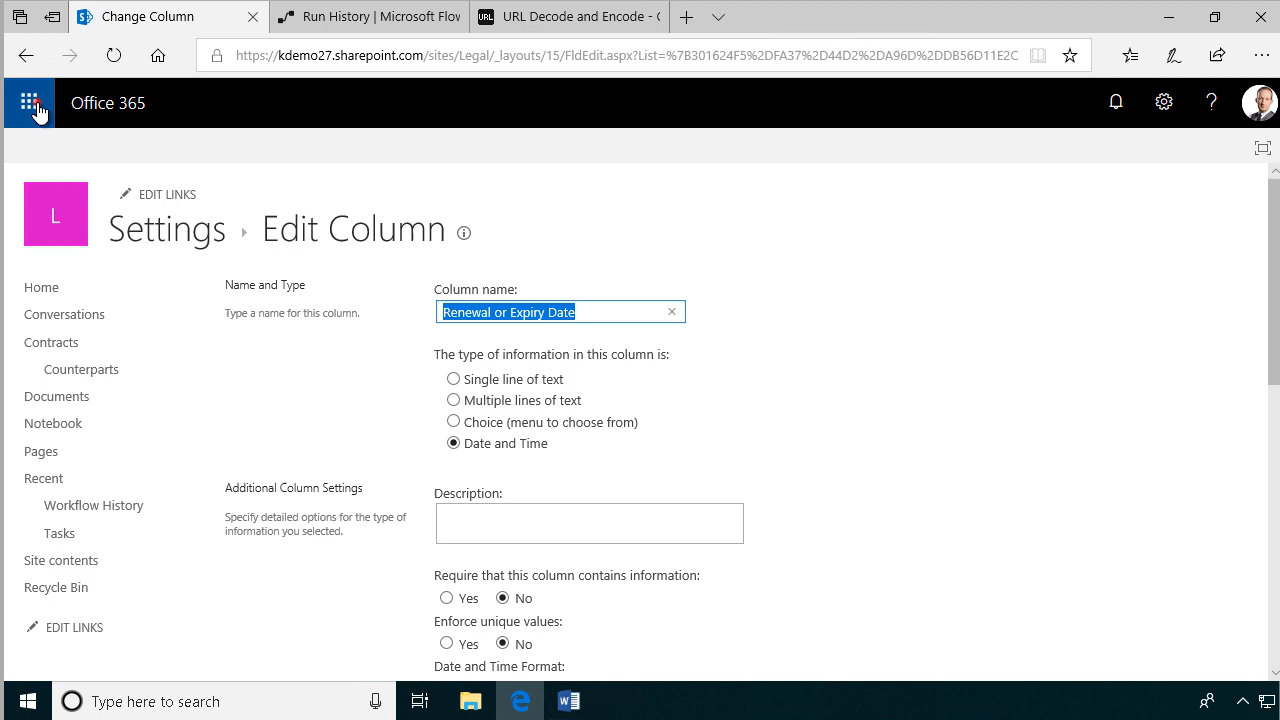 Change Column
Run History | Microsoft Flow
URL
URL Decode and Encode - O
https://kdemo27.sharepoint.com/sites/Legal/_layouts/15/FldEdit.aspx?List=%7B301624F5%2DFA37%2D44D2%2DA96D%2DDB56D11E2C
Office 365
L
EDIT LINKS
Settings
Edit Column
Home
Conversations
Contracts
Counterparts
Documents
Notebook
Pages
Recent
Workflow History
Tasks
Site contents
Recycle Bin
EDIT LINKS
Name and Type
Type a name for this column.
Column name:
Renewal or Expiry Date
The type of information in this column is:
Single line of text
Multiple lines of text
Choice (menu to choose from)
Date and Time
Additional Column Settings
Specify detailed options for the type of
information you selected.
Description:
Require that this column contains information:
Yes No
Enforce unique values:
Yes No
Date and Time Format:
Type here to search